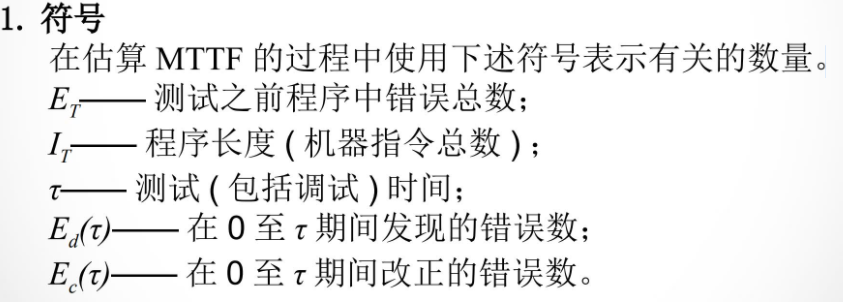 1. 符号
在估算 MTTF 的过程中使用下述符号表示有关的数量。
E_T—— 测试之前程序中错误总数；
I_T—— 程序长度 ( 机器指令总数 ) ；
τ—— 测试 ( 包括调试 ) 时间；
E_d(τ)—— 在 0 至 τ 期间发现的错误数；
E_c(τ)—— 在 0 至 τ 期间改正的错误数。